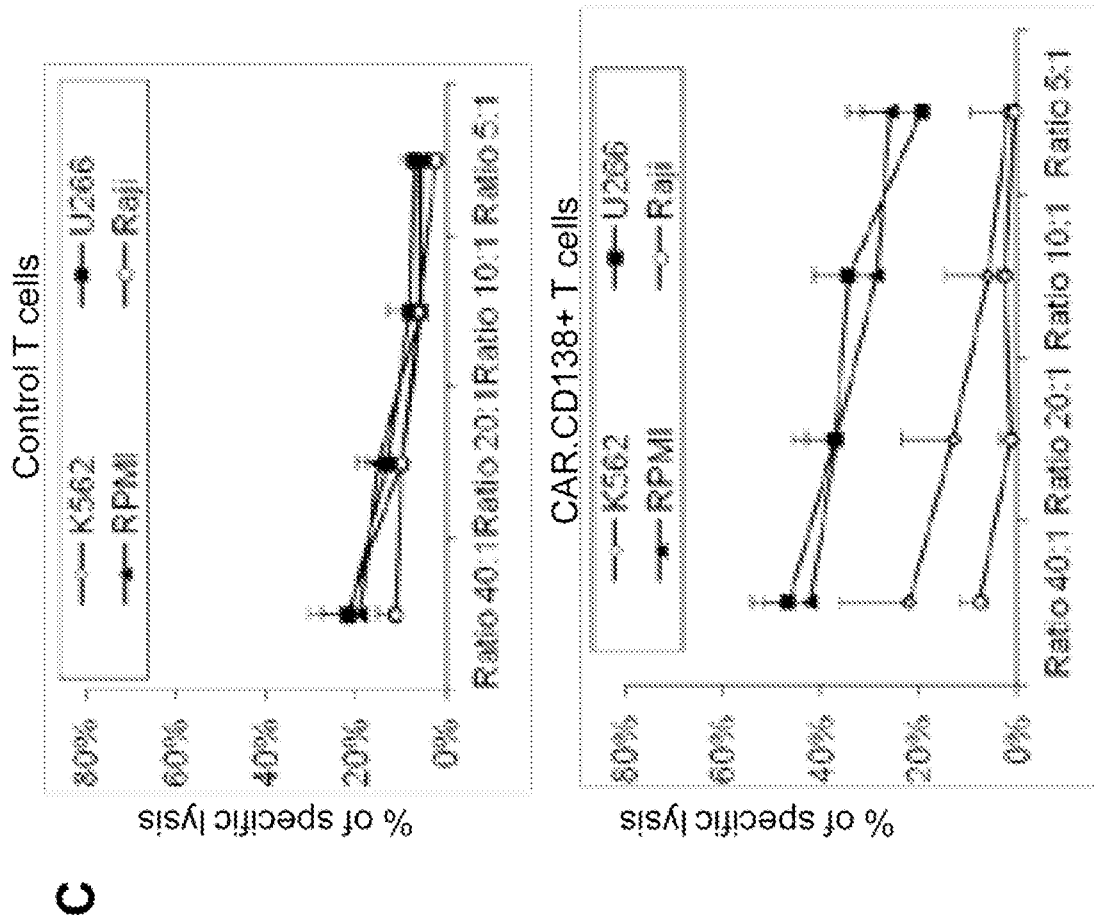 C
Control T cells
% of specific lysis
80%
60%
40%
20%
0%
K562
U266
RPMI
Raji
Ratio 40:1 Ratio 20:1 Ratio 10:1 Ratio 5:1
CAR.CD138+ T cells
% of specific lysis
80%
60%
40%
20%
0%
K562
U266
RPMI
Raji
Ratio 40:1 Ratio 20:1 Ratio 10:1 Ratio 5:1